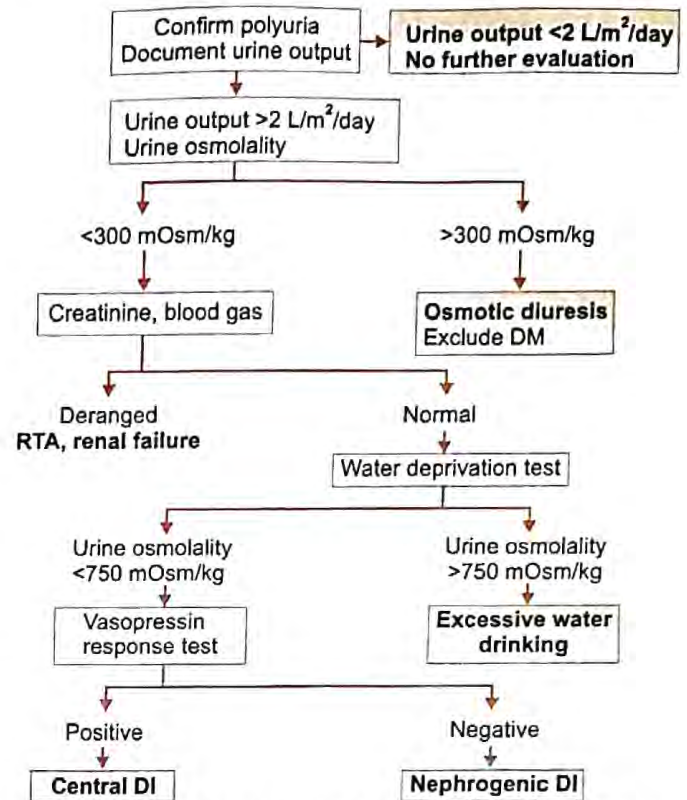 Confirm polyuria
Document urine output
Urine output <2 L/m²/day
No further evaluation
Urine output >2 L/m²/day
Urine osmolality
<300 mOsm/kg
>300 mOsm/kg
Creatinine, blood gas
Osmotic diuresis
Exclude DM
Deranged
RTA, renal failure
Normal
Water deprivation test
Urine osmolality
<750 mOsm/kg
Urine osmolality
>750 mOsm/kg
Vasopressin
response test
Excessive water
drinking
Positive
Negative
Central DI
Nephrogenic DI